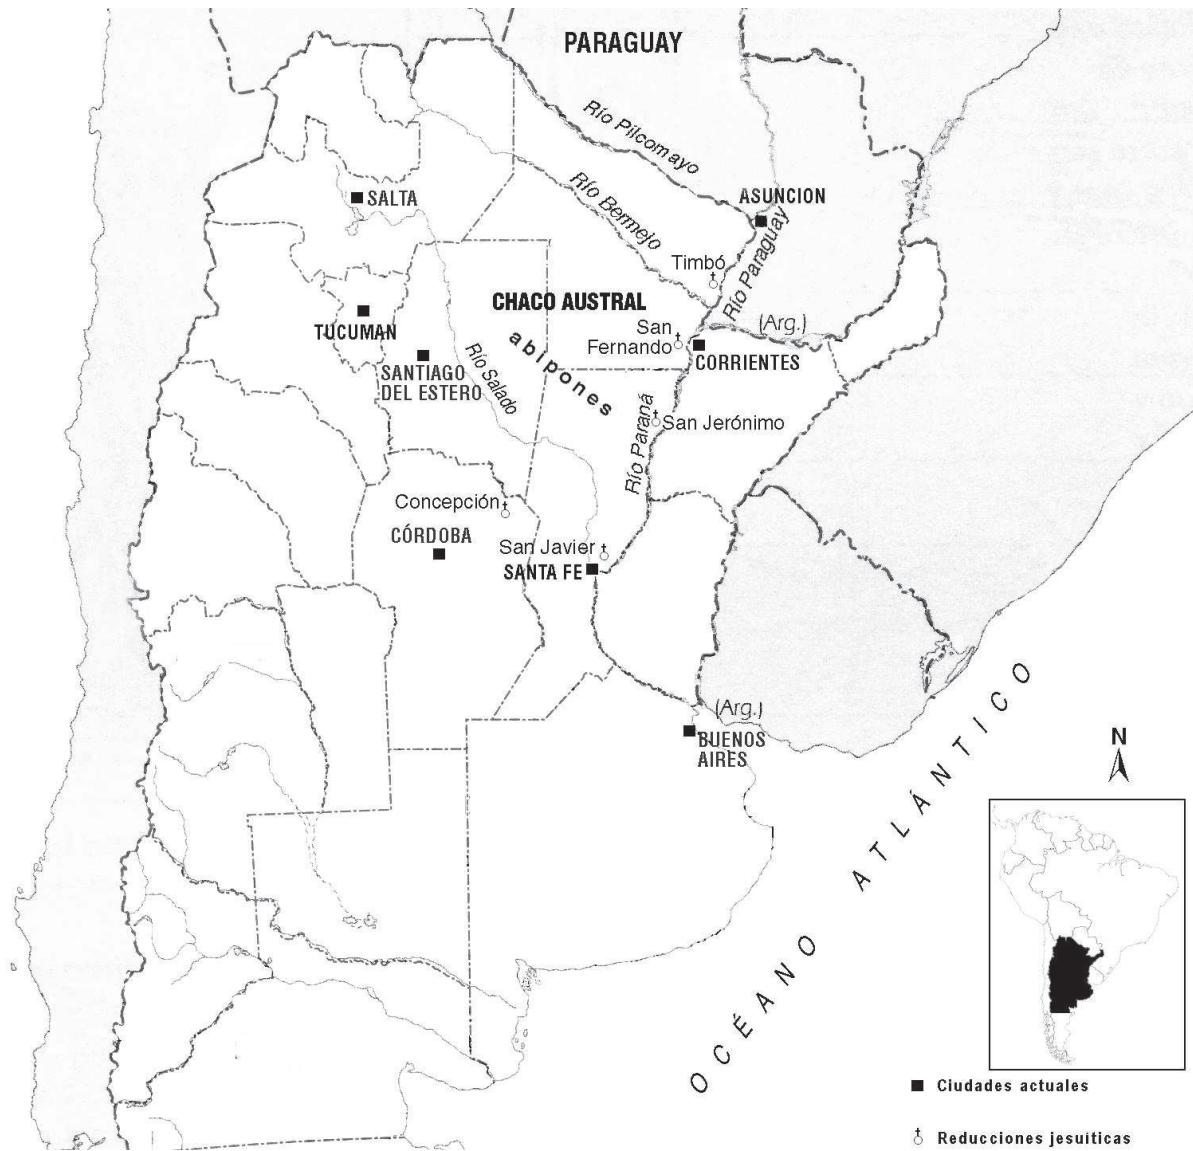 PARAGUAY
Río Pilcomayo
Río Bermejo
SALTA
ASUNCION
Río Paraguay
Timbó
CHACO AUSTRAL
abipones
TUCUMAN
SANTIAGO
DEL ESTERO
Río Salado
San
Fernando
(Arg.)
CORRIENTES
San Jerónimo
Río Paraná
Concepción
CÓRDOBA
San Javier
SANTA FE
(Arg.)
BUENOS
AIRES
OCÉANO ATLÁNTICO
N
Ciudades actuales
Reducciones jesuíticas